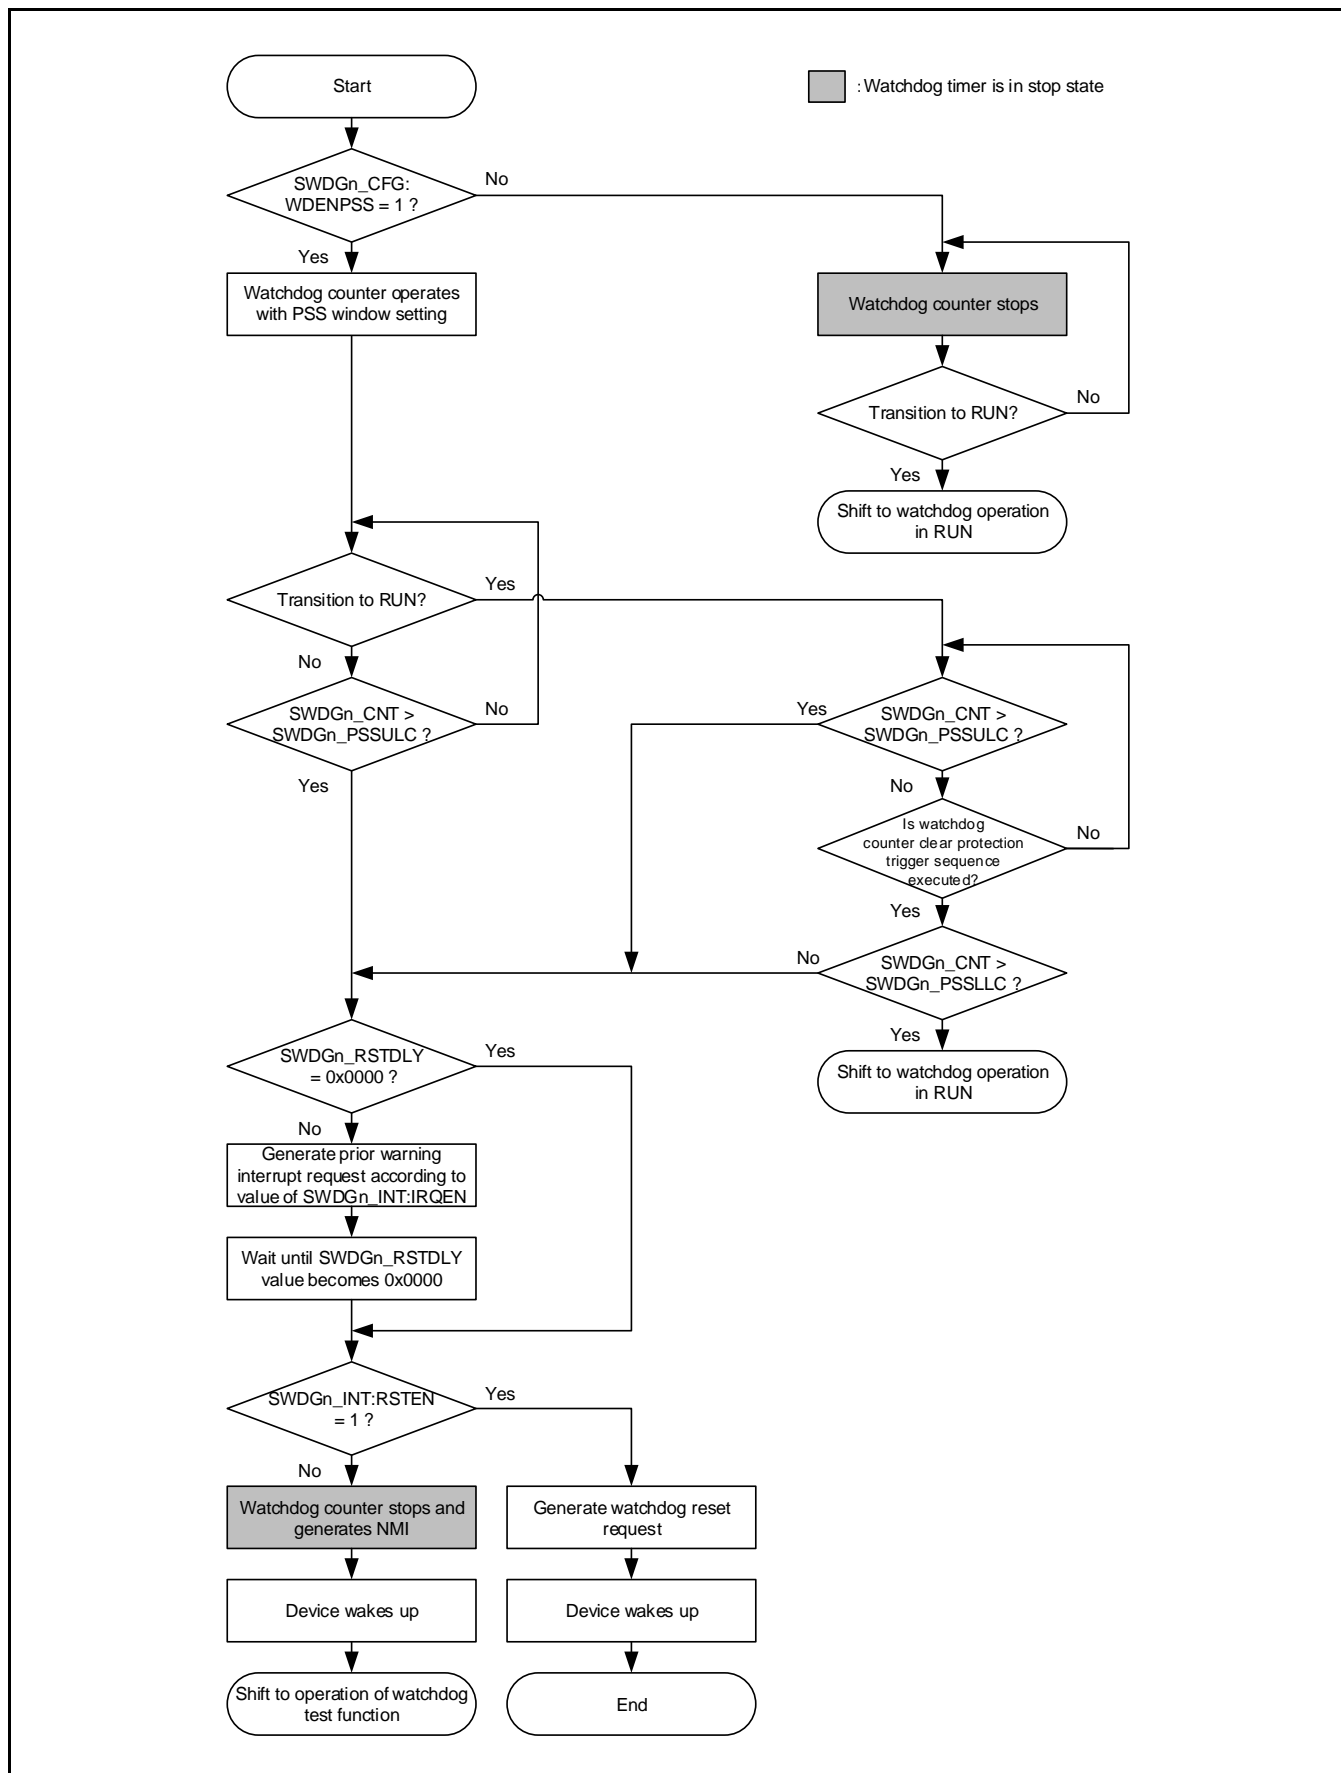 Start
: Watchdog timer is in stop state
SWDGn_CFG:
WDENPSS = 1 ?
No
Yes
Watchdog counter operates
with PSS window setting
Watchdog counter stops
Transition to RUN?
No
Yes
Shift to watchdog operation
in RUN
Transition to RUN?
Yes
No
SWDGn_CNT >
SWDGn_PSSULC ?
No
Yes
Yes
SWDGn_CNT >
SWDGn_PSSULC ?
No
Is watchdog
counter clear protection
trigger sequence
executed?
No
Yes
No
SWDGn_CNT >
SWDGn_PSSLLC ?
Yes
Shift to watchdog operation
in RUN
SWDGn_RSTDLY
= 0x0000 ?
Yes
No
Generate prior warning
interrupt request according to
value of SWDGn_INT:IRQEN
Wait until SWDGn_RSTDLY
value becomes 0x0000
SWDGn_INT:RSTEN
= 1 ?
Yes
No
Watchdog counter stops and
generates NMI
Generate watchdog reset
request
Device wakes up
Device wakes up
Shift to operation of watchdog
test function
End